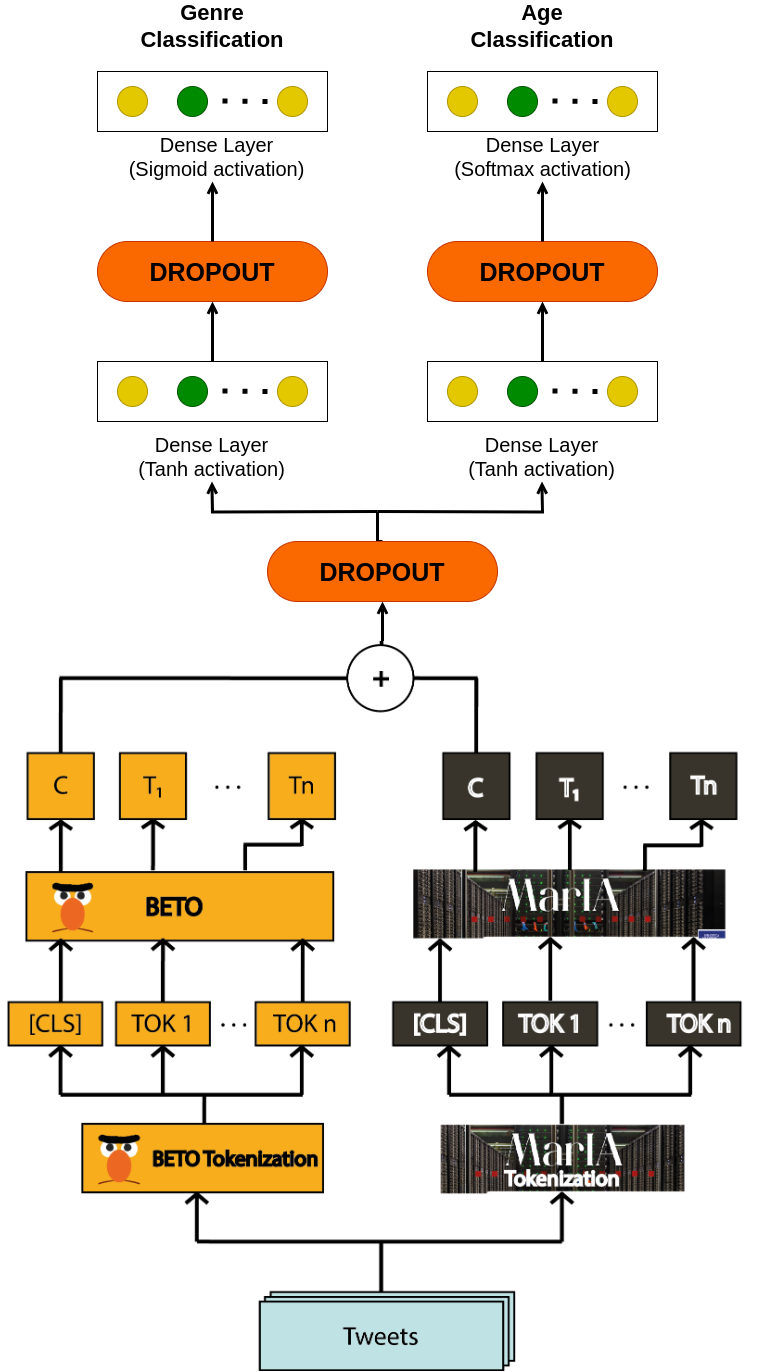 Genre
Classification
Age
Classification
Dense Layer
(Sigmoid activation)
Dense Layer
(Softmax activation)
DROPOUT
DROPOUT
Dense Layer
(Tanh activation)
Dense Layer
(Tanh activation)
DROPOUT
+
C
T₁
...
Tn
C
T₁
...
Tn
BETO
MarIA
[CLS]
TOK 1
...
TOK n
[CLS]
TOK 1
...
TOK n
BETO Tokenization
MarIA
Tokenization
Tweets